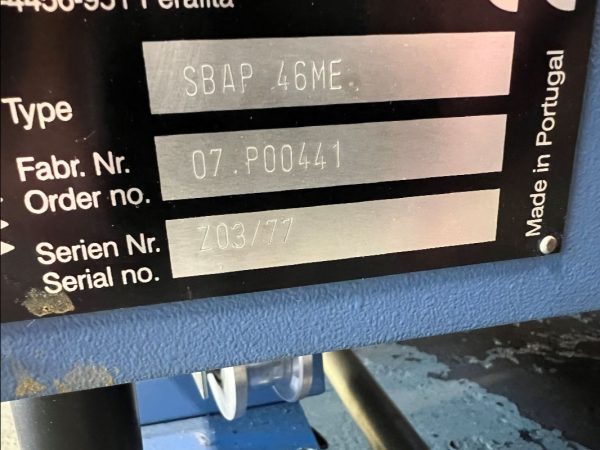 -4456-951 Perafita
Type SBAP 46ME.
Fabr. Nr. 07.P00441
Order no.
Serien Nr. Z03/77
Serial no.
Made in Portugal